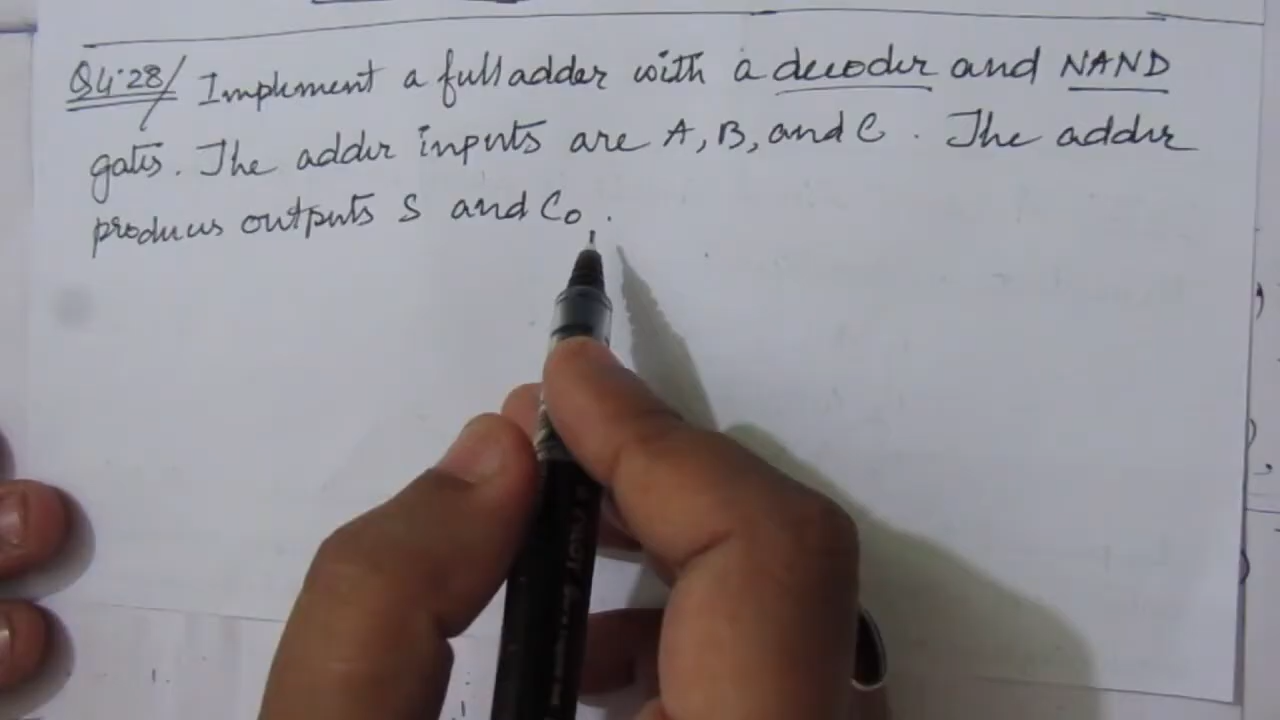 Q4.28/ Implement a full adder with a decoder and NAND
gates. The adder inputs are A, B, and C. The adder
produces outputs S and Co.